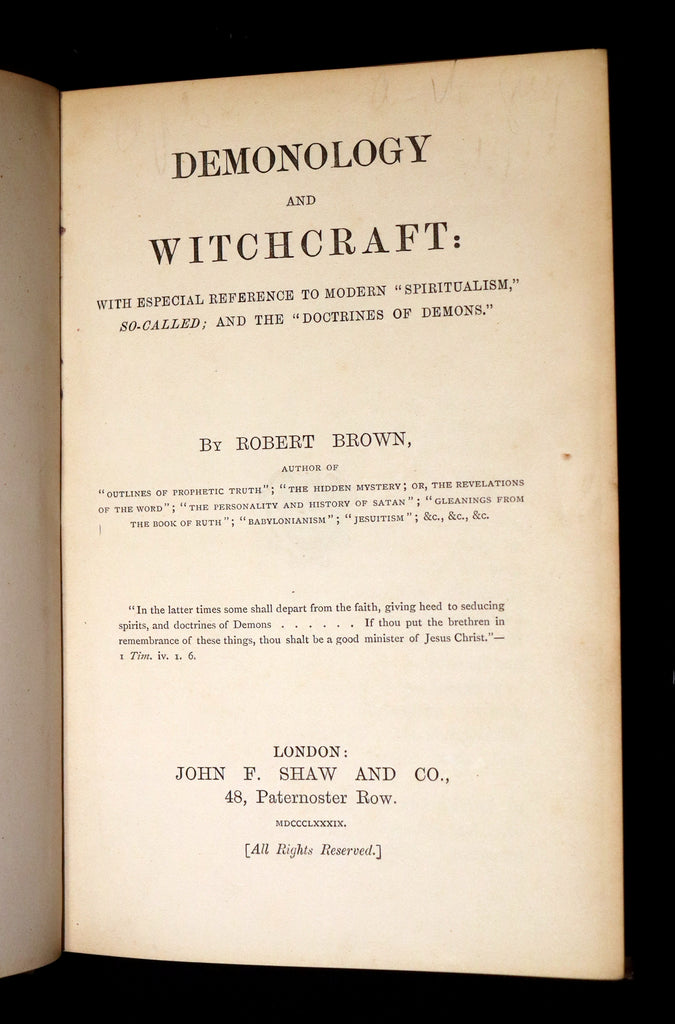 DEMONOLOGY
AND
WITCHCRAFT:
WITH ESPECIAL REFERENCE TO MODERN “SPIRITUALISM,”
SO-CALLED; AND THE “DOCTRINES OF DEMONS.”
By ROBERT BROWN,
AUTHOR OF
“OUTLINES OF PROPHETIC TRUTH”; “THE HIDDEN MYSTERY; OR, THE REVELATIONS
OF THE WORD”; “THE PERSONALITY AND HISTORY OF SATAN”; “GLEANINGS FROM
THE BOOK OF RUTH”; “BABYLONIANISM”; “JESUITISM”; &c., &c., &c.
“In the latter times some shall depart from the faith, giving heed to seducing
spirits, and doctrines of Demons . . . . . . If thou put the brethren in
remembrance of these things, thou shalt be a good minister of Jesus Christ.”—
1 Tim. iv. 1. 6.
LONDON:
JOHN F. SHAW AND CO.,
48, Paternoster Row.
MDCCCLXXXIX.
[All Rights Reserved.]